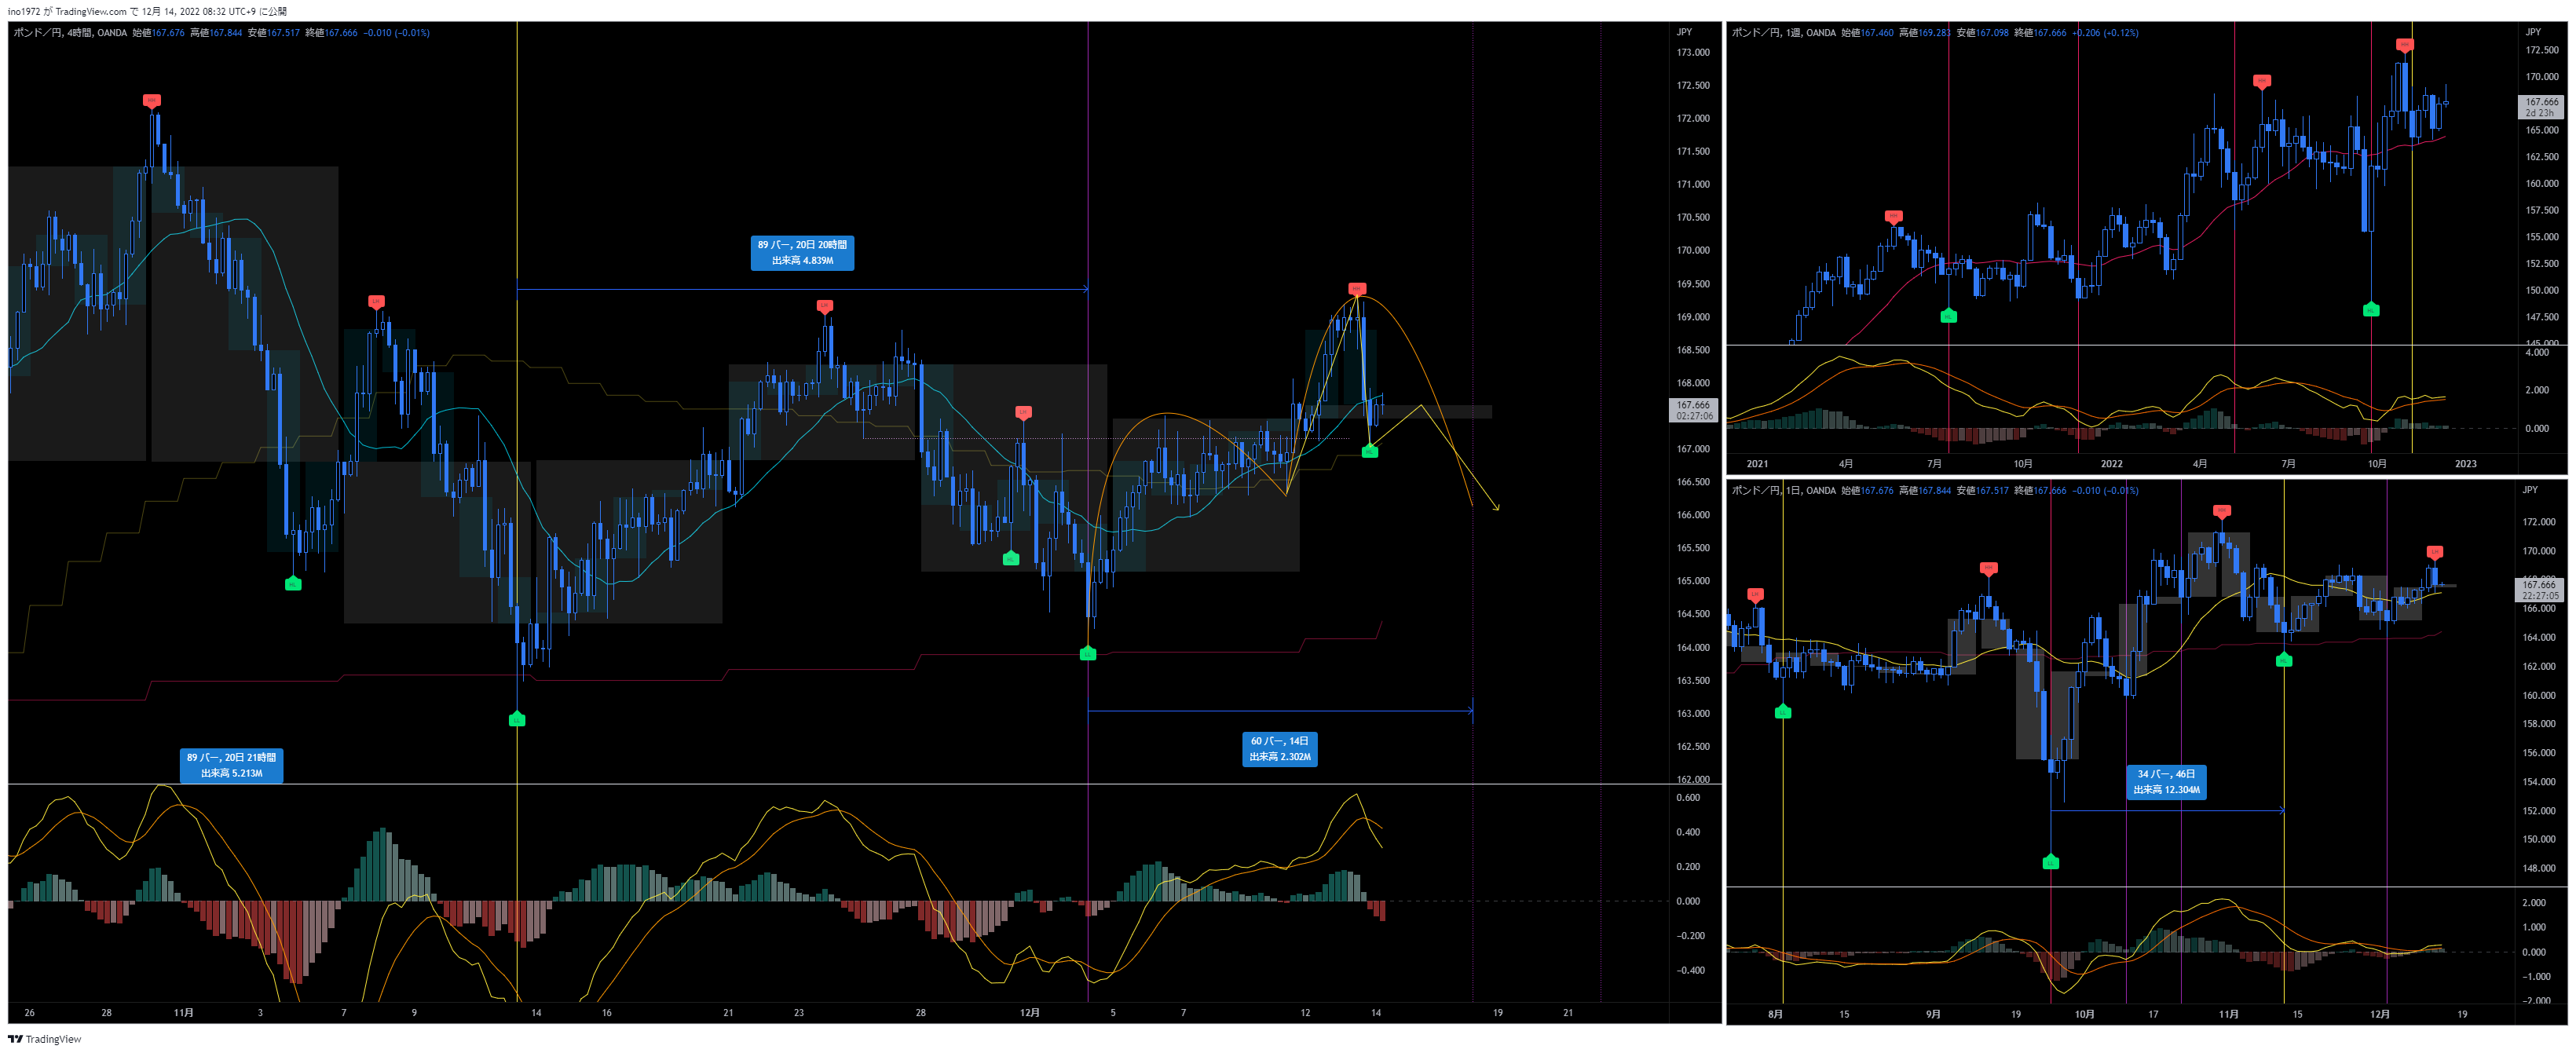 ino1972 が TradingView.com で 12月 14, 2022 08:32 UTC+9 に公開
ポンド／円, 4時間, OANDA 始値167.676 高値167.844 安値167.517 終値167.666 −0.010 (−0.01%)
JPY
173.000
172.500
172.000
171.500
171.000
170.500
170.000
169.500
169.000
168.500
168.000
167.666
02:27:06
167.000
166.500
166.000
165.500
165.000
164.500
164.000
163.500
163.000
162.500
162.000
89 バー, 20日 20時間
出来高 4.839M
60 バー, 14日
出来高 2.302M
89 バー, 20日 21時間
出来高 5.213M
0.600
0.400
0.200
0.000
−0.200
−0.400
26
28
11月
3
7
9
14
16
21
23
28
12月
5
7
12
14
19
21
ポンド／円, 1週, OANDA 始値167.460 高値169.283 安値167.098 終値167.666 +0.206 (+0.12%)
JPY
172.500
170.000
167.666
2d 23h
165.000
162.500
160.000
157.500
155.000
152.500
150.000
147.500
145.000
4.000
2.000
0.000
2021
4月
7月
10月
2022
4月
7月
10月
2023
ポンド／円, 1日, OANDA 始値167.676 高値167.844 安値167.517 終値167.666 −0.010 (−0.01%)
JPY
172.000
170.000
168.000
167.666
22:27:05
166.000
164.000
162.000
160.000
158.000
156.000
154.000
152.000
150.000
148.000
34 バー, 46日
出来高 12.304M
2.000
1.000
0.000
−1.000
−2.000
8月
15
9月
19
10月
17
11月
15
12月
19
TradingView